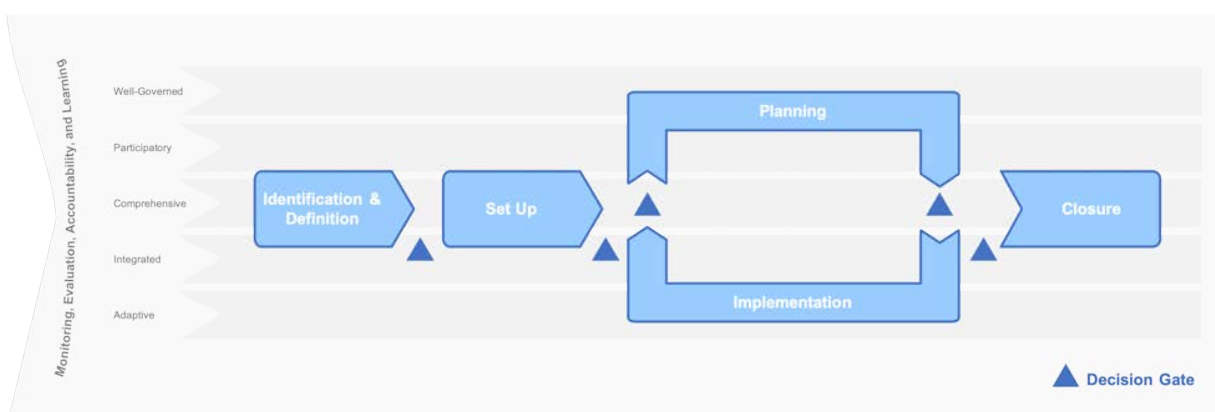 Monitoring, Evaluation, Accountability, and Learning
Well-Governed
Participatory
Comprehensive
Integrated
Adaptive
Identification &
Definition
Set Up
Planning
Implementation
Closure
Decision Gate